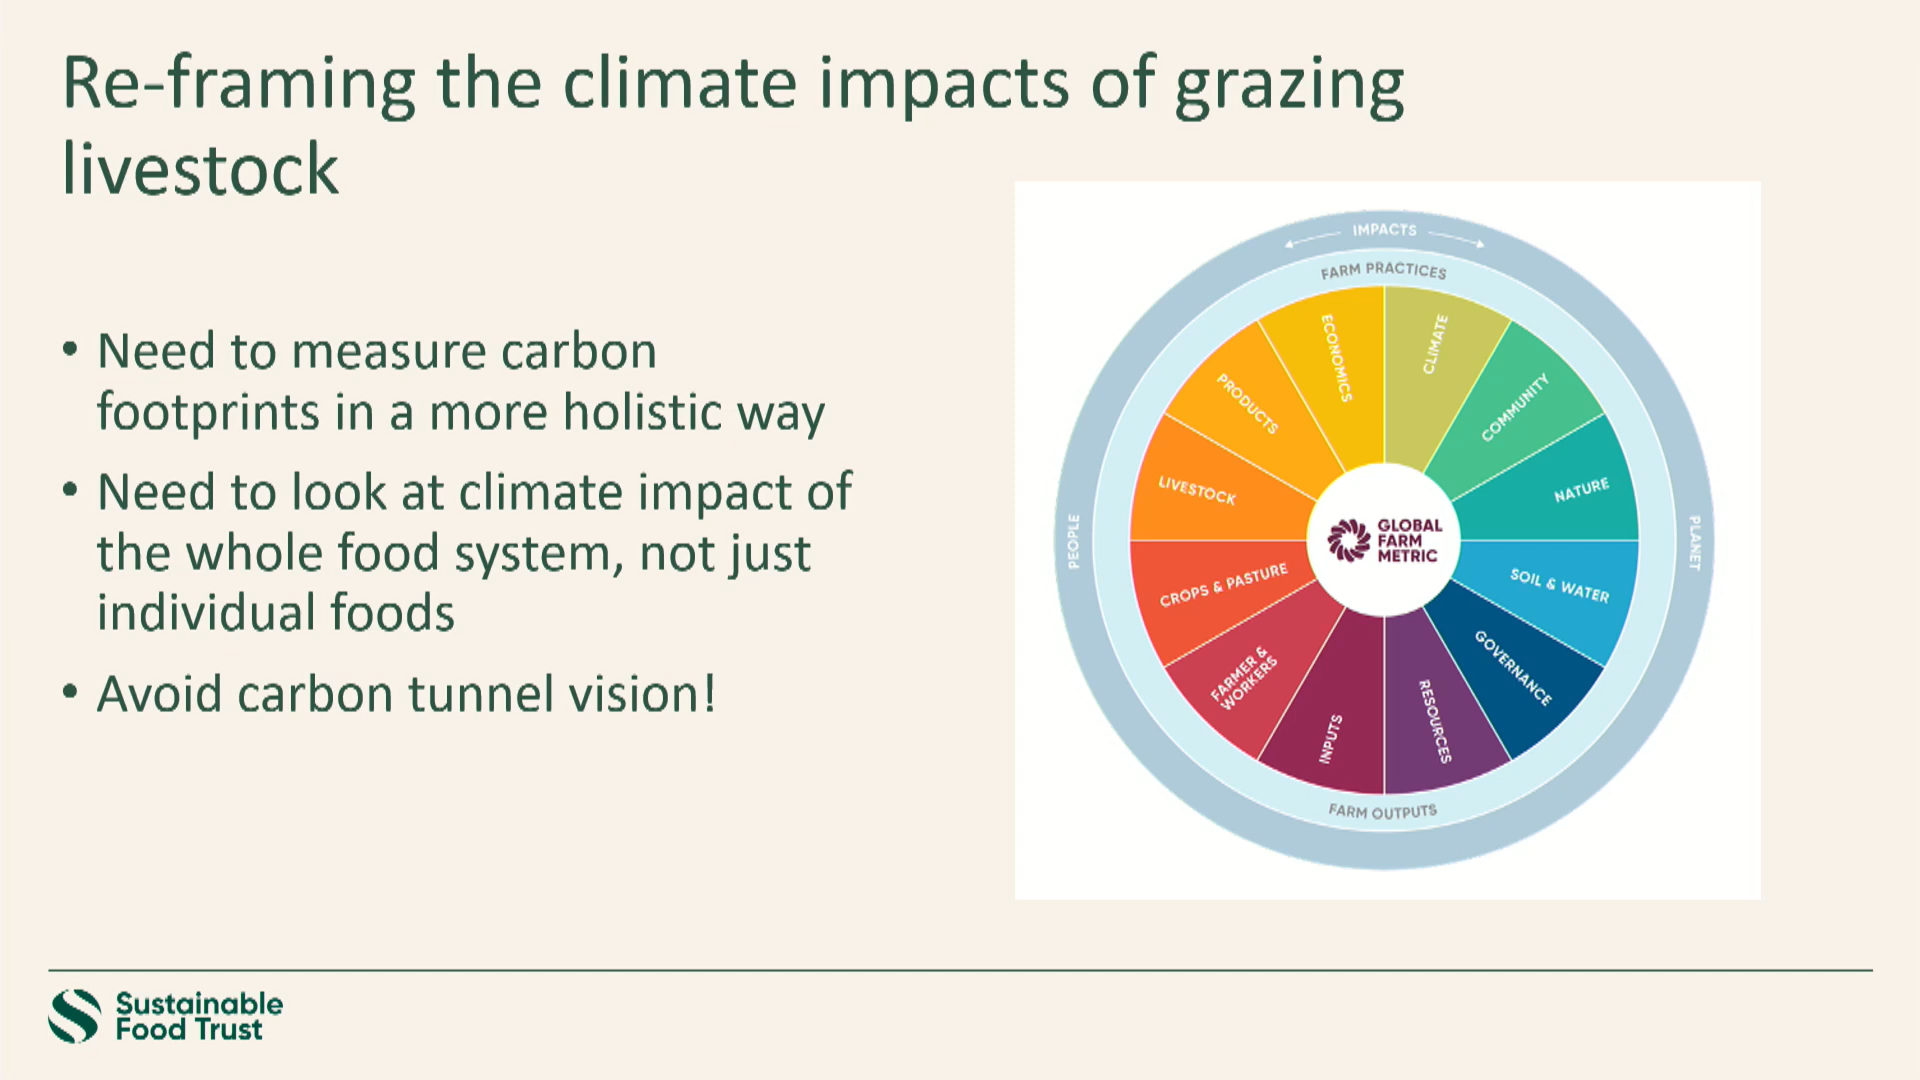 Re-framing the climate impacts of grazing
livestock
• Need to measure carbon
footprints in a more holistic way
• Need to look at climate impact of
the whole food system, not just
individual foods
• Avoid carbon tunnel vision!
IMPACTS
FARM PRACTICES
ECONOMICS
CLIMATE
PRODUCTS
COMMUNITY
LIVESTOCK
NATURE
PEOPLE
GLOBAL
FARM
METRIC
PLANET
CROPS & PASTURE
SOIL & WATER
FARMER &
WORKERS
GOVERNANCE
INPUTS
RESOURCES
FARM OUTPUTS
Sustainable
Food Trust